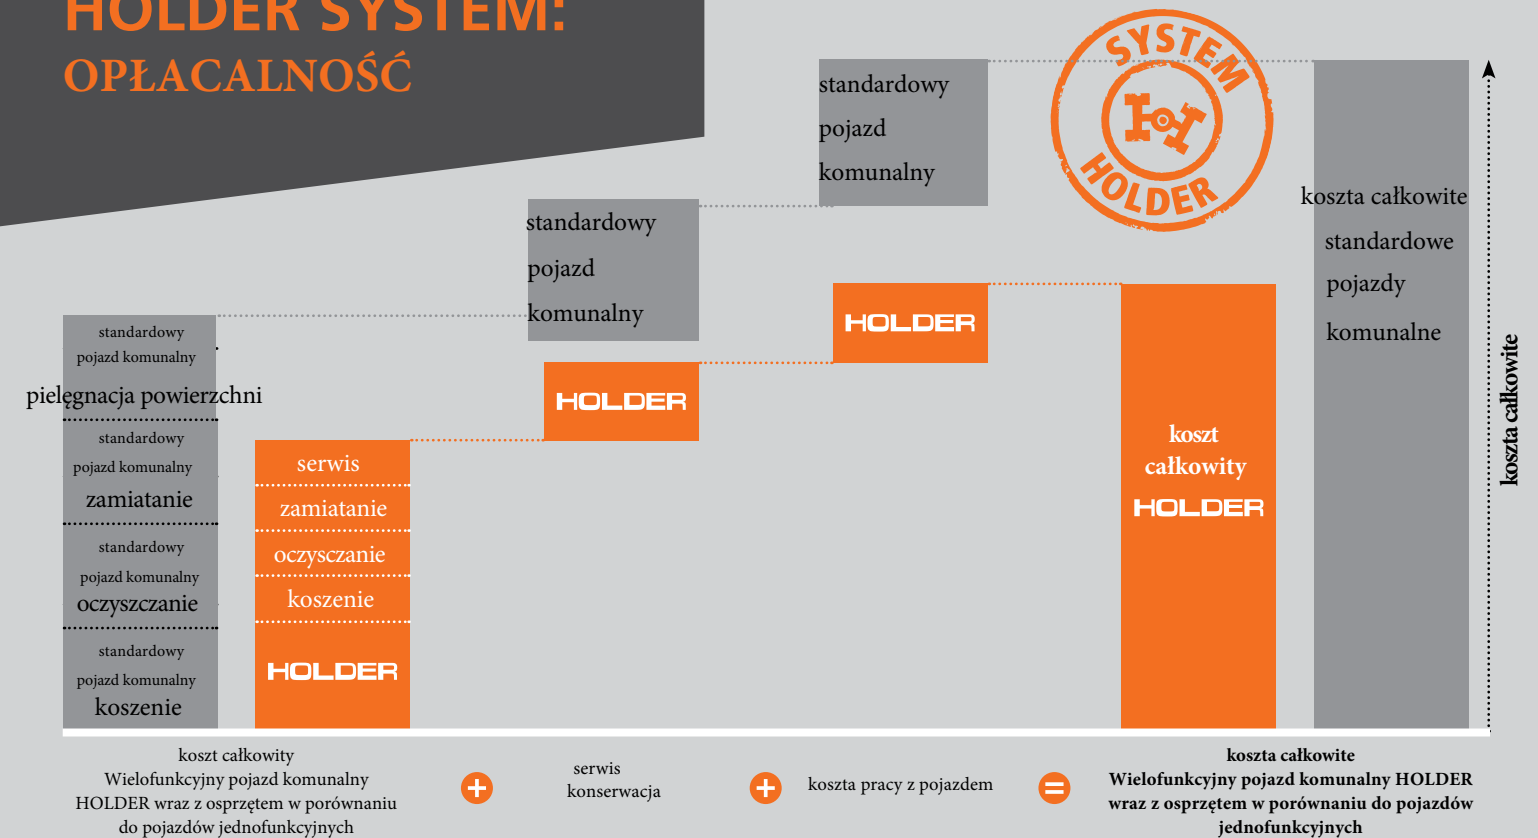 HOLDER SYSTEM:
OPŁACALNOŚĆ
standardowy
pojazd komunalny
pielęgnacja powierzchni
standardowy
pojazd komunalny
zamiatanie
standardowy
pojazd komunalny
oczyszczanie
standardowy
pojazd komunalny
koszenie
serwis
zamiatanie
oczysczanie
koszenie
HOLDER
standardowy
pojazd
komunalny
HOLDER
standardowy
pojazd
komunalny
HOLDER
SYSTEM
HOLDER
koszt
całkowity
HOLDER
koszta całkowite
standardowe
pojazdy
komunalne
koszta całkowite
koszt całkowity
Wielofunkcyjny pojazd komunalny
HOLDER wraz z osprzętem w porównaniu
do pojazdów jednofunkcyjnych
+
serwis
konserwacja
+
koszta pracy z pojazdem
=
koszta całkowite
Wielofunkcyjny pojazd komunalny HOLDER
wraz z osprzętem w porównaniu do pojazdów
jednofunkcyjnych